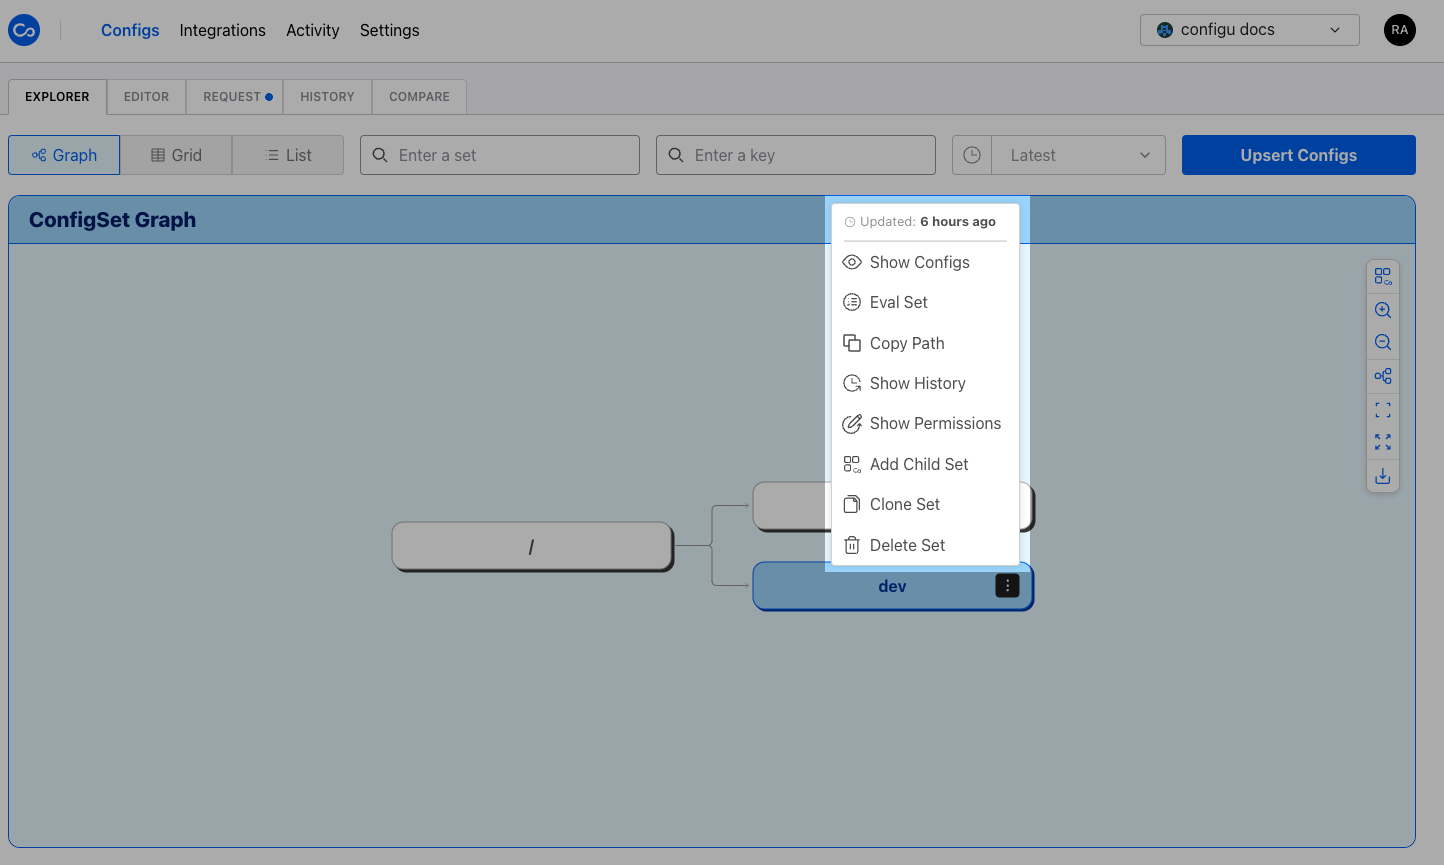 Configs Integrations Activity Settings configu docs RA
EXPLORER EDITOR REQUEST HISTORY COMPARE
Graph Grid List Enter a set Enter a key Latest Upsert Configs
ConfigSet Graph
Updated: 6 hours ago
Show Configs
Eval Set
Copy Path
Show History
Show Permissions
Add Child Set
Clone Set
Delete Set
/
dev